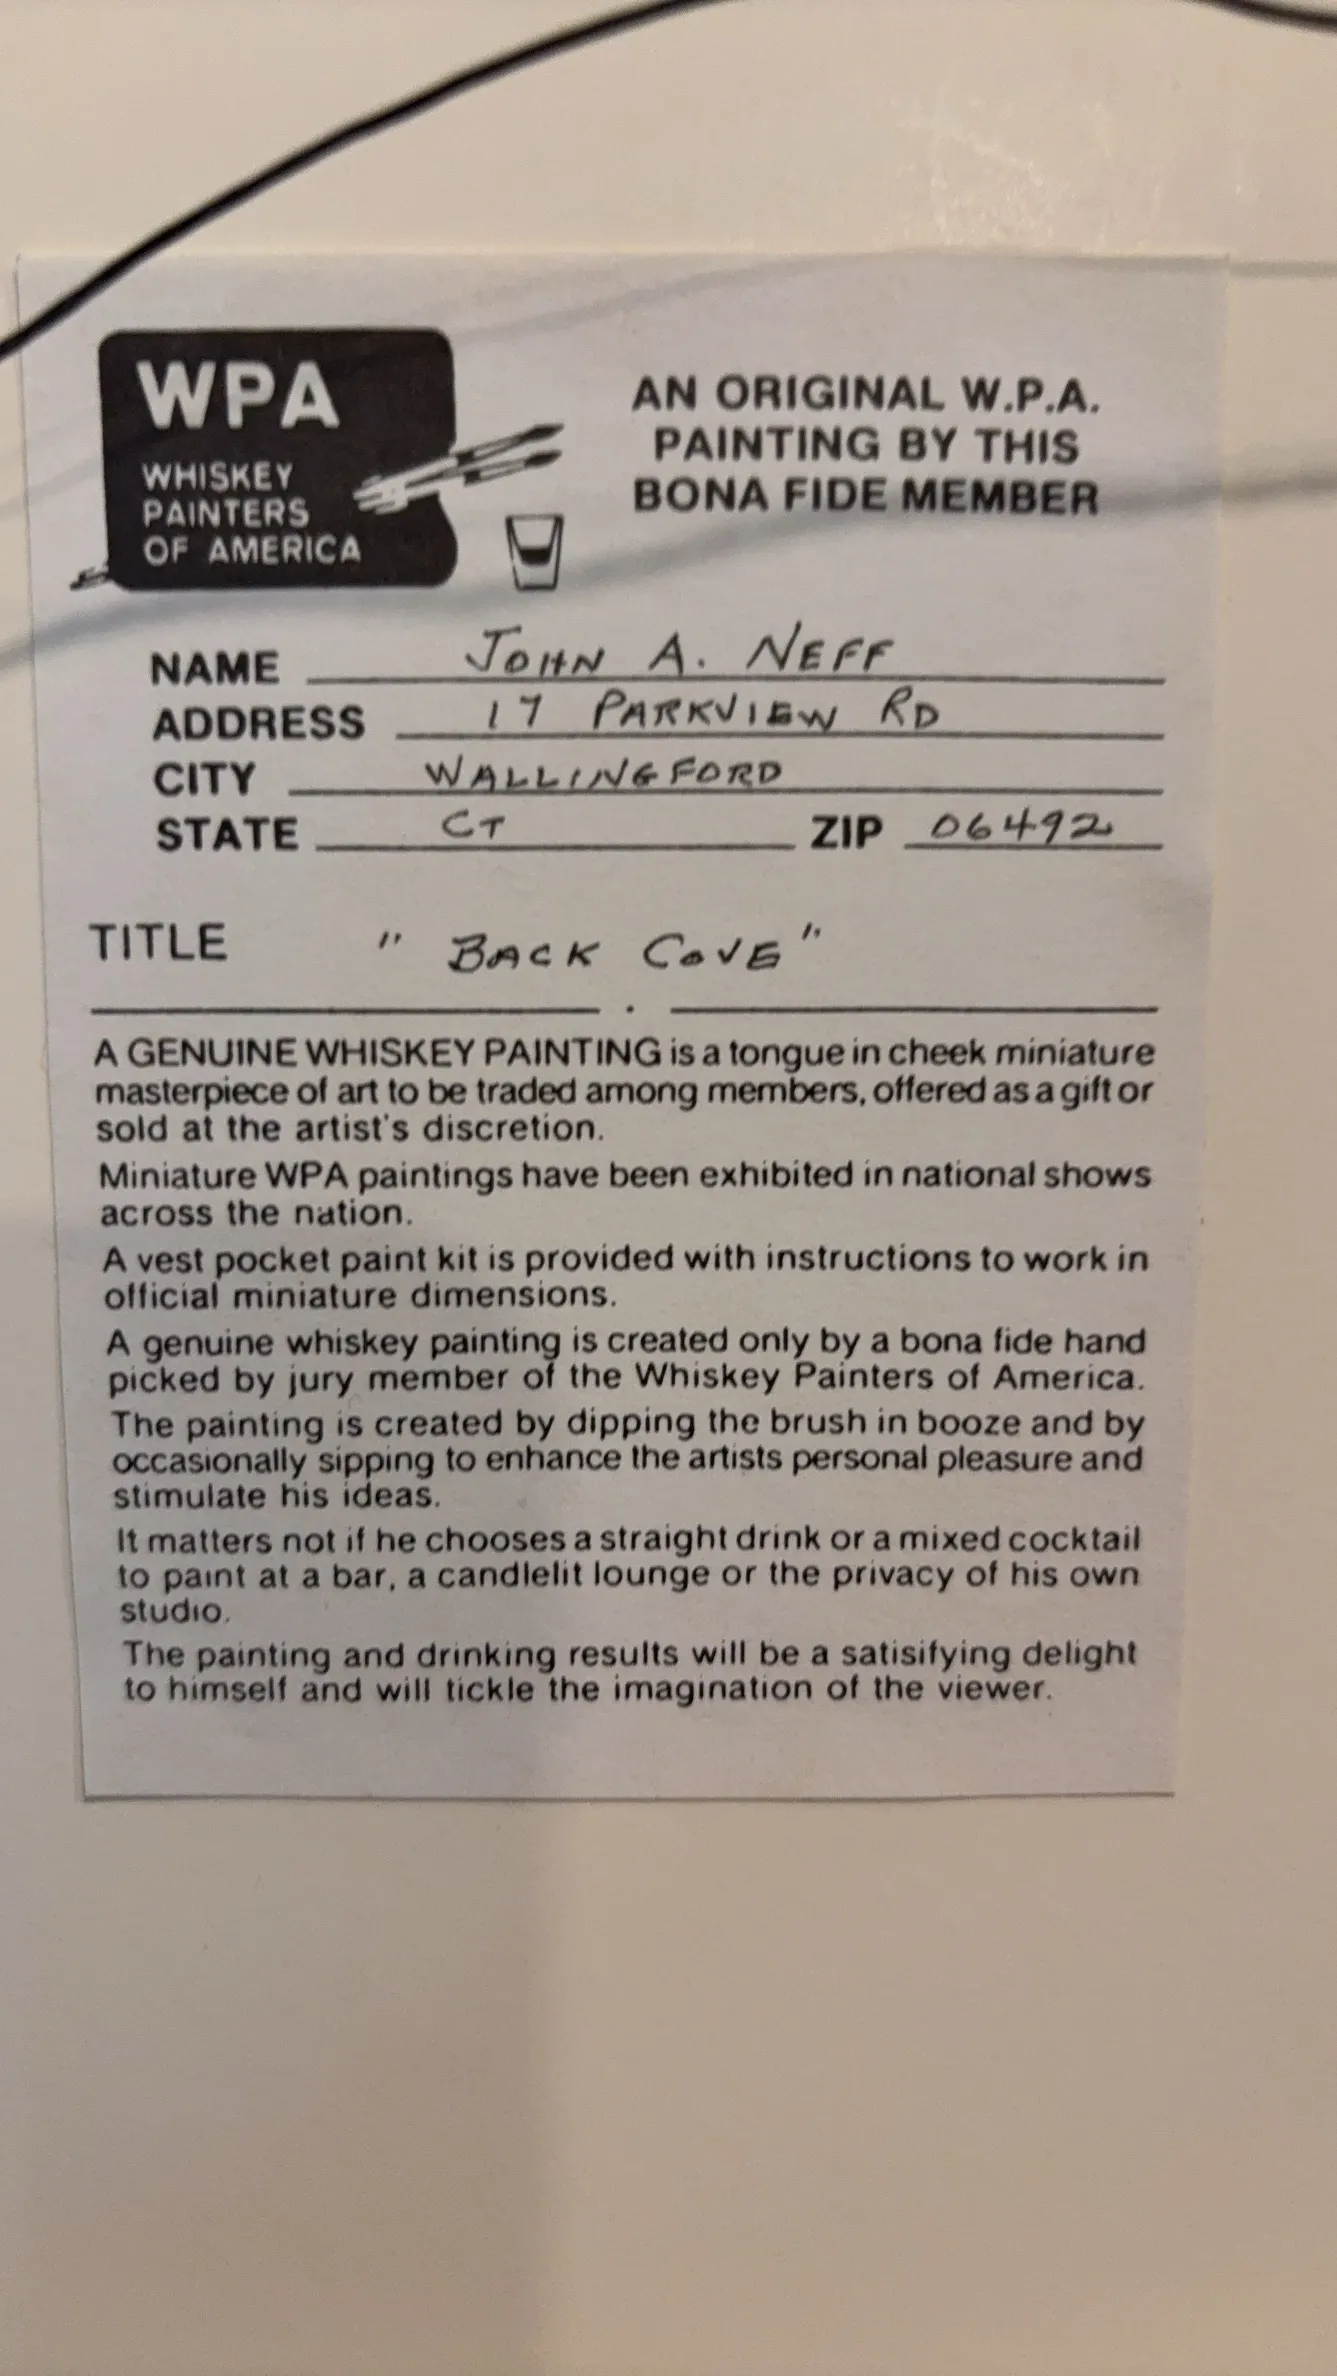 WPA
WHISKEY
PAINTERS
OF AMERICA
AN ORIGINAL W.P.A.
PAINTING BY THIS
BONA FIDE MEMBER
NAME JOHN A. NEFF
ADDRESS 17 PARKVIEW RD
CITY WALLINGFORD
STATE CT ZIP 06492
TITLE "BACK COVE"
A GENUINE WHISKEY PAINTING is a tongue in cheek miniature
masterpiece of art to be traded among members, offered as a gift or
sold at the artist's discretion.
Miniature WPA paintings have been exhibited in national shows
across the nation.
A vest pocket paint kit is provided with instructions to work in
official miniature dimensions.
A genuine whiskey painting is created only by a bona fide hand
picked by jury member of the Whiskey Painters of America.
The painting is created by dipping the brush in booze and by
occasionally sipping to enhance the artists personal pleasure and
stimulate his ideas.
It matters not if he chooses a straight drink or a mixed cocktail
to paint at a bar, a candlelit lounge or the privacy of his own
studio.
The painting and drinking results will be a satisifying delight
to himself and will tickle the imagination of the viewer.